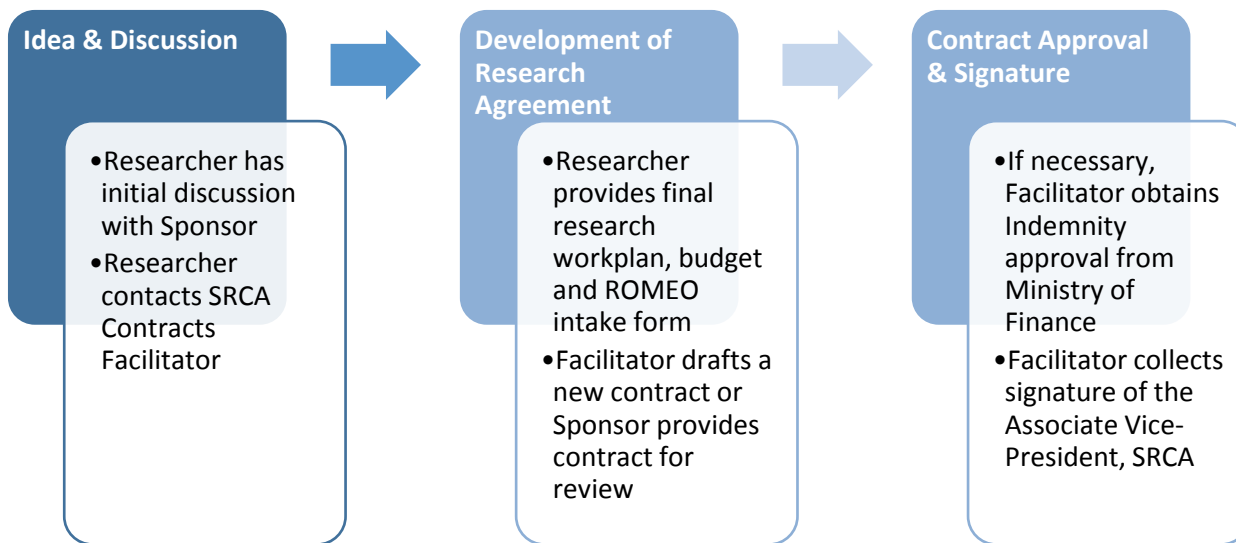 Idea & Discussion
•Researcher has
initial discussion
with Sponsor
•Researcher
contacts SRCA
Contracts
Facilitator
Development of
Research
Agreement
•Researcher
provides final
research
workplan, budget
and ROMEO
intake form
•Facilitator drafts a
new contract or
Sponsor provides
contract for
review
Contract Approval
& Signature
•If necessary,
Facilitator obtains
Indemnity
approval from
Ministry of
Finance
•Facilitator collects
signature of the
Associate Vice-
President, SRCA